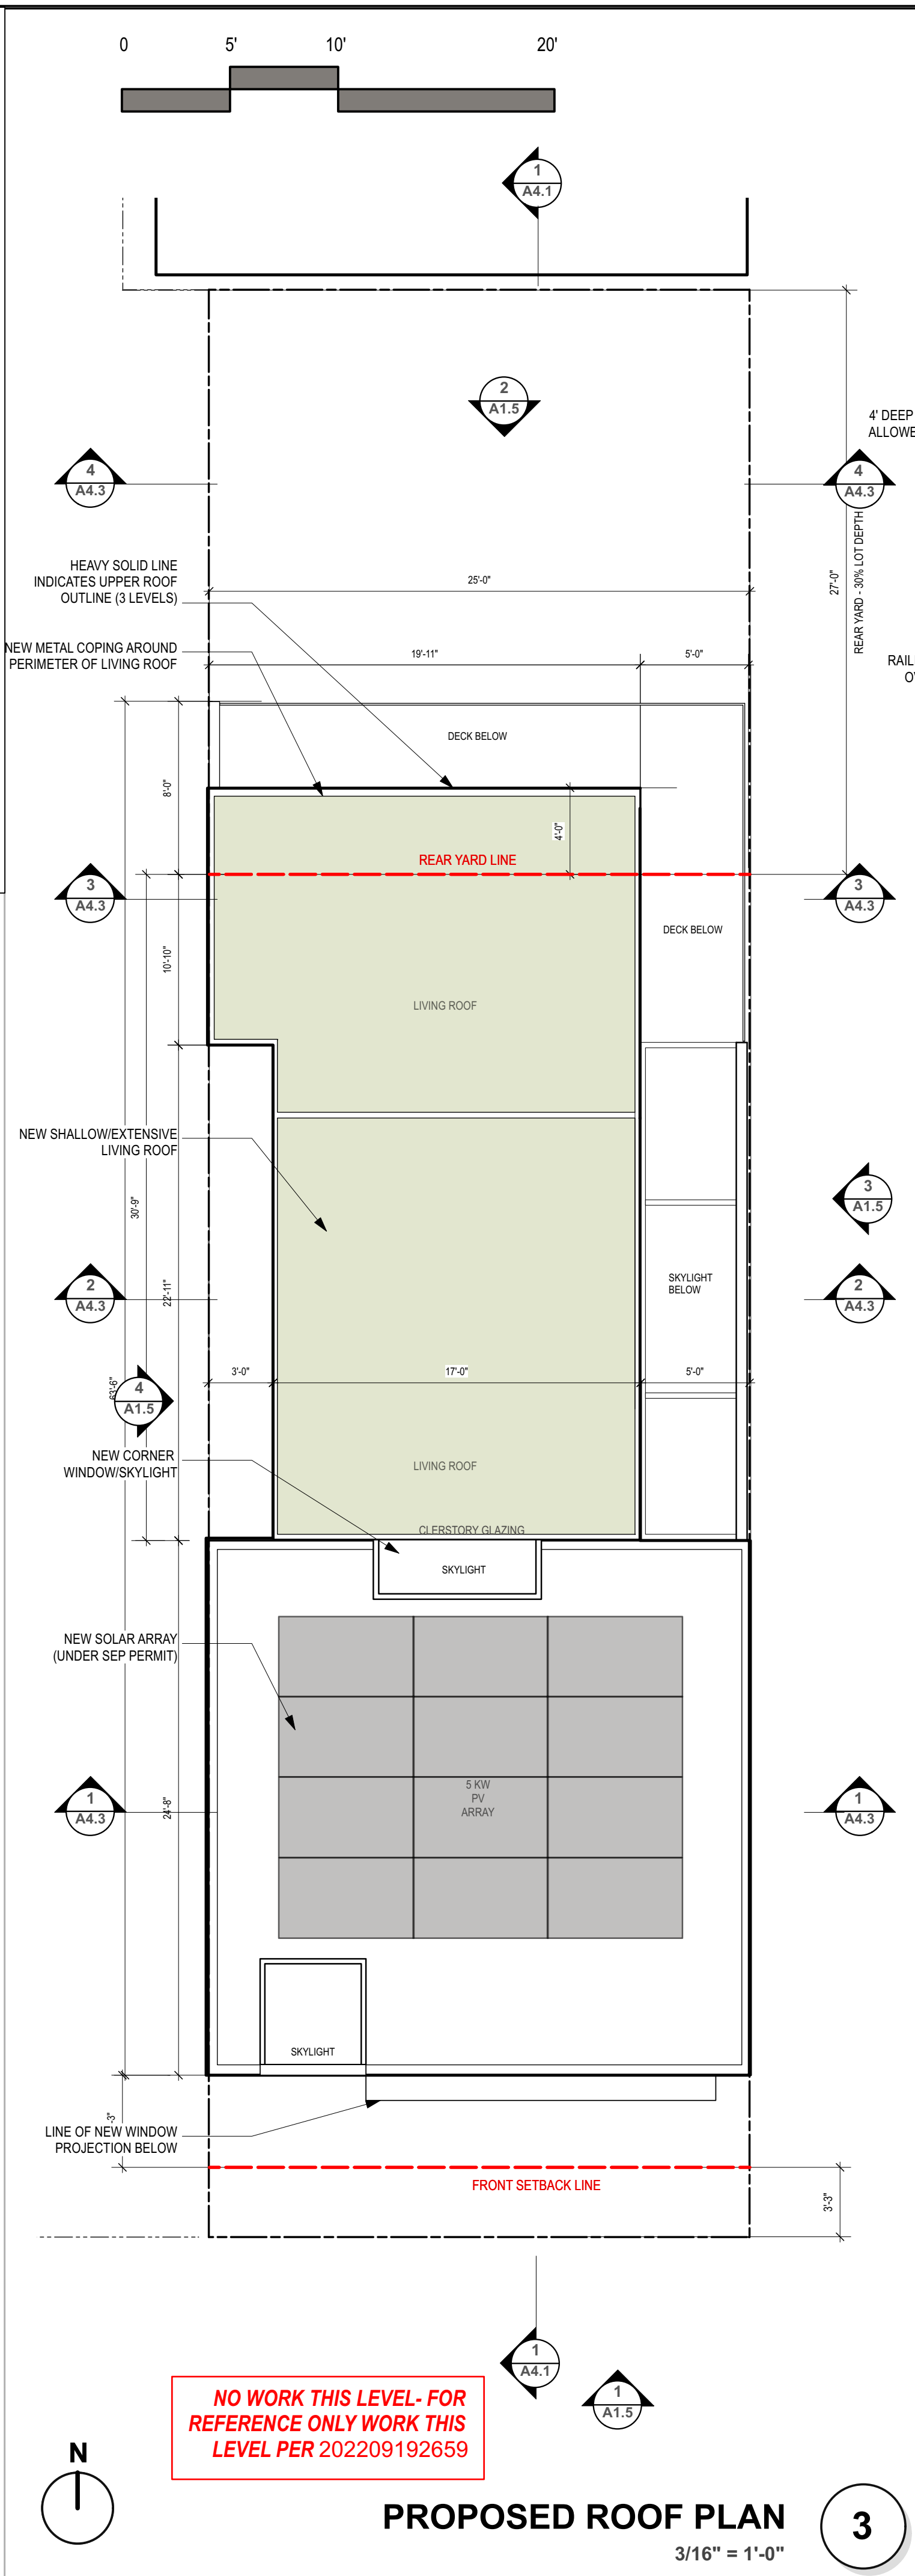 0 5' 10' 20'
1
A4.1
2
A1.5
4' DEEP
ALLOWE
4
A4.3
4
A4.3
27'-0"
REAR YARD - 30% LOT DEPTH
HEAVY SOLID LINE
INDICATES UPPER ROOF
OUTLINE (3 LEVELS)
25'-0"
NEW METAL COPING AROUND
PERIMETER OF LIVING ROOF
19'-11"
5'-0"
RAIL
O
DECK BELOW
8'-0"
4'-0"
REAR YARD LINE
3
A4.3
3
A4.3
DECK BELOW
10'-10"
LIVING ROOF
NEW SHALLOW/EXTENSIVE
LIVING ROOF
30'-9"
3
A1.5
22'-11"
SKYLIGHT
BELOW
2
A4.3
2
A4.3
3'-0"
17'-0"
5'-0"
63'-6"
4
A1.5
NEW CORNER
WINDOW/SKYLIGHT
LIVING ROOF
CLERSTORY GLAZING
SKYLIGHT
NEW SOLAR ARRAY
(UNDER SEP PERMIT)
5 KW
PV
ARRAY
1
A4.3
1
A4.3
24'-8"
SKYLIGHT
-3"
LINE OF NEW WINDOW
PROJECTION BELOW
FRONT SETBACK LINE
3'-3"
1
A4.1
1
A1.5
NO WORK THIS LEVEL- FOR
REFERENCE ONLY WORK THIS
LEVEL PER 202209192659
N
PROPOSED ROOF PLAN
3/16" = 1'-0"
3